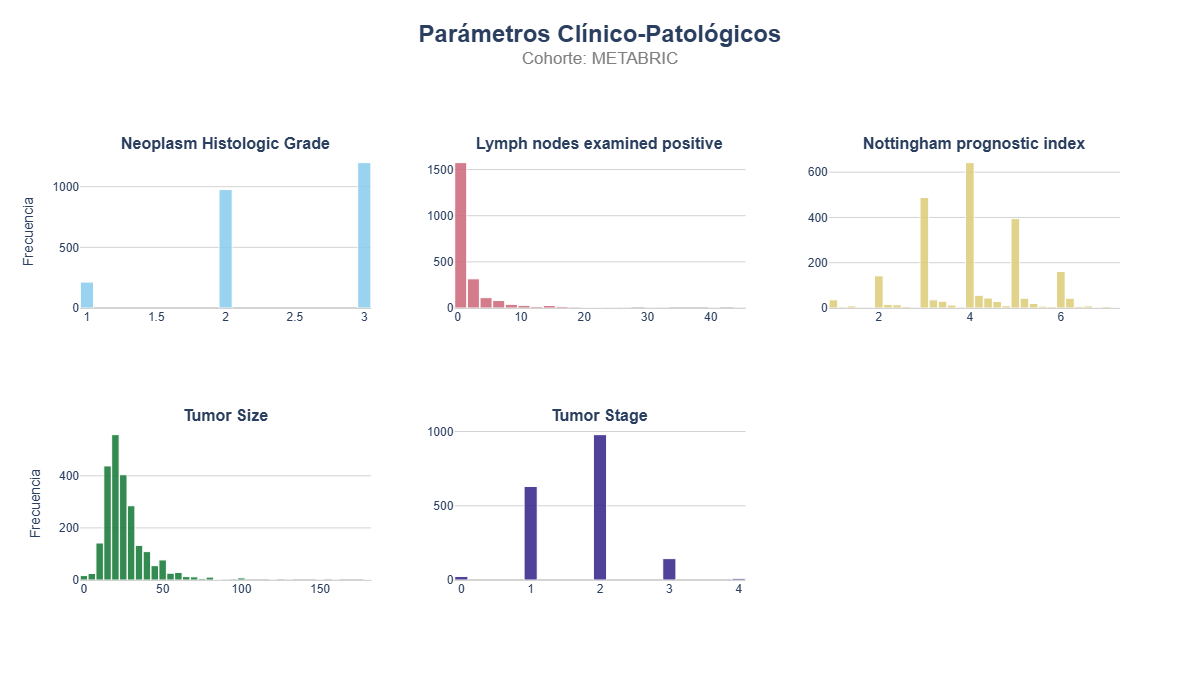 Parámetros Clínico-Patológicos
Cohorte: METABRIC
Neoplasm Histologic Grade
Frecuencia
1000
500
0
1 1.5 2 2.5 3
Lymph nodes examined positive
1500
1000
500
0
0 10 20 30 40
Nottingham prognostic index
600
400
200
0
2 4 6
Tumor Size
Frecuencia
400
200
0
0 50 100 150
Tumor Stage
1000
500
0
0 1 2 3 4